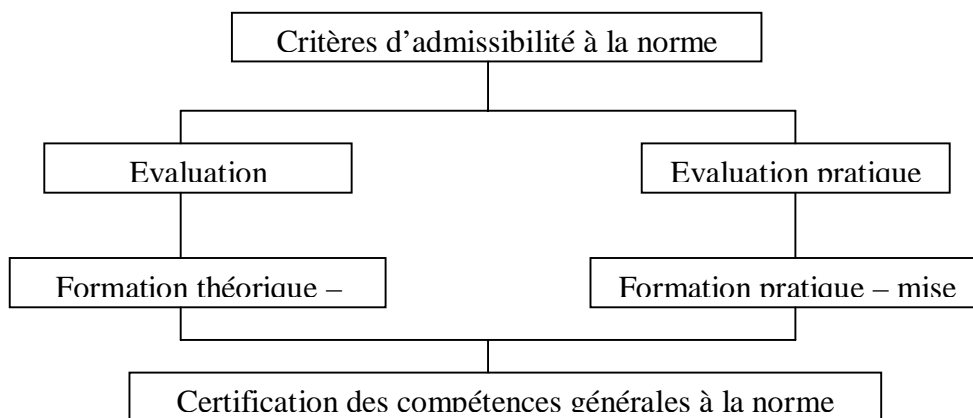 Critères d’admissibilité à la norme
Evaluation
Evaluation pratique
Formation théorique –
Formation pratique – mise
Certification des compétences générales à la norme